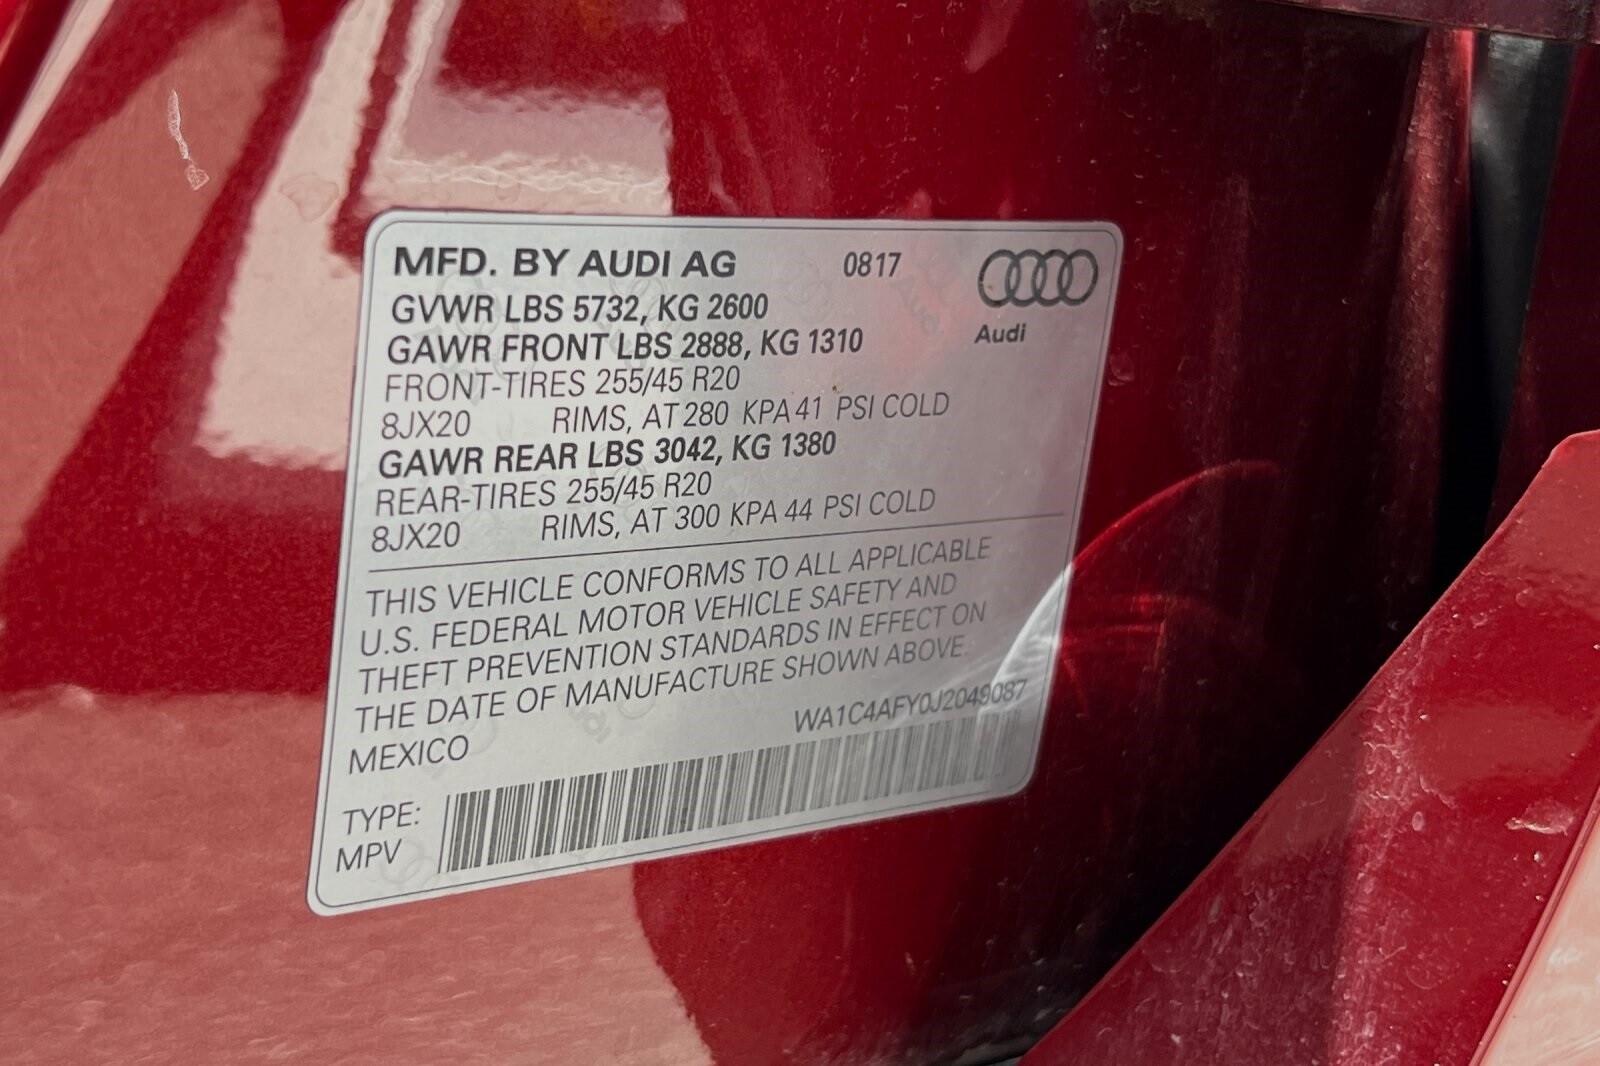 MFD. BY AUDI AG 0817
GVWR LBS 5732, KG 2600
Audi
GAWR FRONT LBS 2888, KG 1310
FRONT-TIRES 255/45 R20
8JX20 RIMS, AT 280 KPA 41 PSI COLD
GAWR REAR LBS 3042, KG 1380
REAR-TIRES 255/45 R20
8JX20 RIMS, AT 300 KPA 44 PSI COLD
THIS VEHICLE CONFORMS TO ALL APPLICABLE
U.S. FEDERAL MOTOR VEHICLE SAFETY AND
THEFT PREVENTION STANDARDS IN EFFECT ON
THE DATE OF MANUFACTURE SHOWN ABOVE.
MEXICO WA1C4AFY0J2049087
TYPE:
MPV